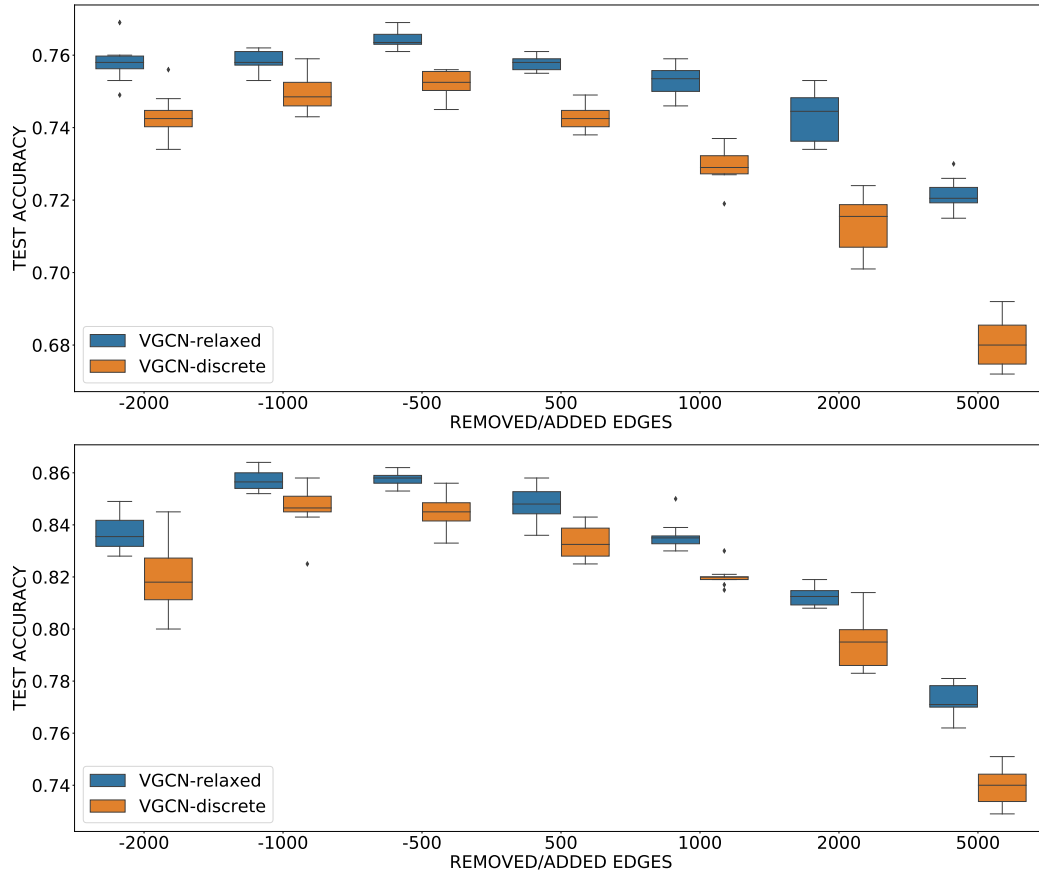 0.76
0.74
0.72
0.70
0.68
TEST ACCURACY
VGCN-relaxed
VGCN-discrete
-2000 -1000 -500 500 1000 2000 5000
REMOVED/ADDED EDGES
0.86
0.84
0.82
0.80
0.78
0.76
0.74
TEST ACCURACY
VGCN-relaxed
VGCN-discrete
-2000 -1000 -500 500 1000 2000 5000
REMOVED/ADDED EDGES